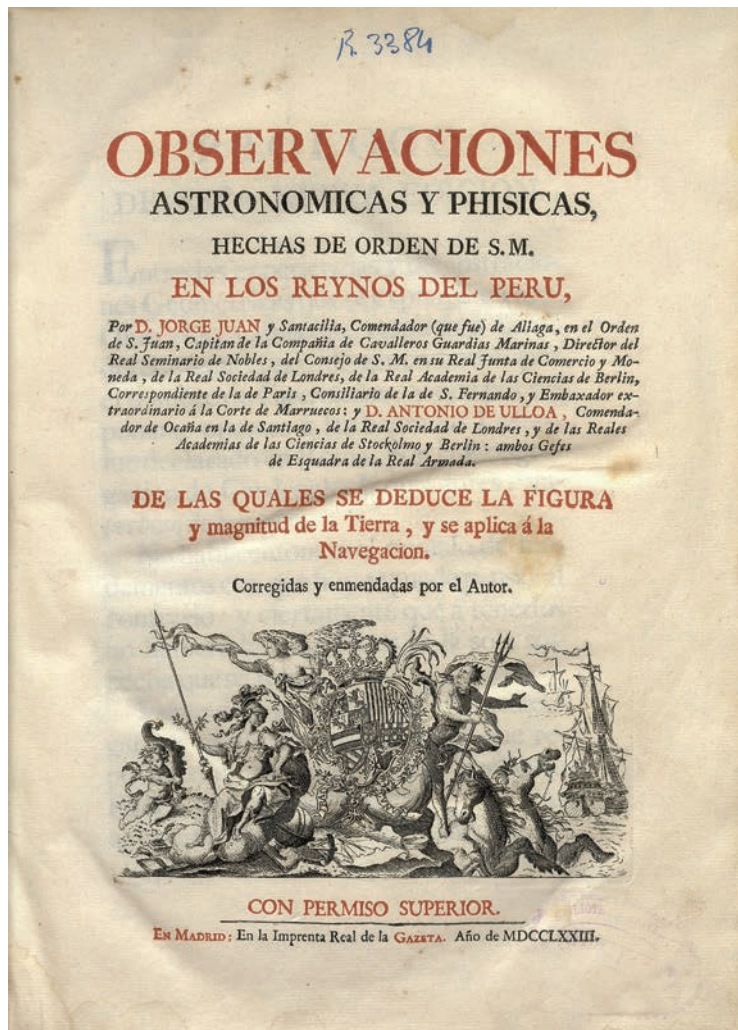 R. 3384
OBSERVACIONES
ASTRONOMICAS Y PHISICAS,
HECHAS DE ORDEN DE S.M.
EN LOS REYNOS DEL PERU,
Por D. JORGE JUAN y Santacilia, Comendador (que fue) de Aliaga, en el Orden
de S. Juan, Capitan de la Compañia de Cavalleros Guardias Marinas, Director del
Real Seminario de Nobles, del Consejo de S. M. en su Real Junta de Comercio y Mo-
neda, de la Real Sociedad de Londres, de la Real Academia de las Ciencias de Berlin,
Correspondiente de la de Paris, Consiliario de la de S. Fernando, y Embaxador ex-
traordinario á la Corte de Marruecos: y D. ANTONIO DE ULLOA, Comenda-
dor de Ocaña en la de Santiago, de la Real Sociedad de Londres, y de las Reales
Academias de las Ciencias de Stockolmo y Berlin: ambos Gefes
de Esquadra de la Real Armada.
DE LAS QUALES SE DEDUCE LA FIGURA
y magnitud de la Tierra, y se aplica á la
Navegacion.
Corregidas y enmendadas por el Autor.
CON PERMISO SUPERIOR.
EN MADRID: En la Imprenta Real de la GAZETA. Año de MDCCLXXIII.